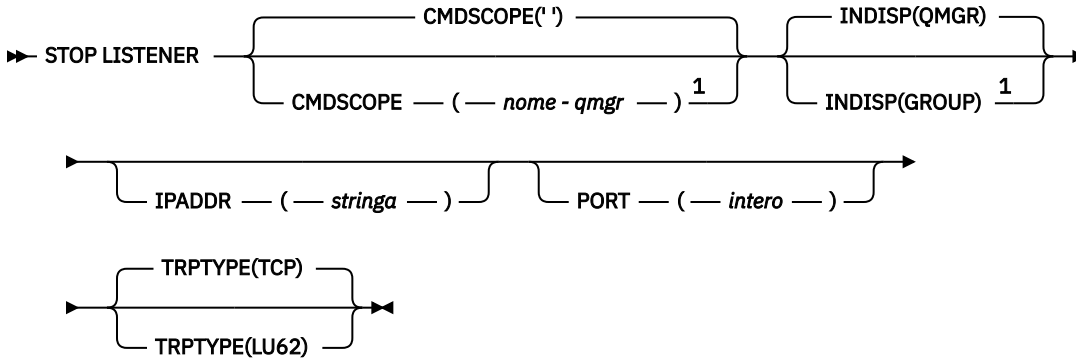 CMDSCOPE(' ')
INDISP(QMGR)
STOP LISTENER
CMDSCOPE ( nome - qmgr ) 1
INDISP(GROUP) 1
IPADDR ( stringa )
PORT ( intero )
TRPTYPE(TCP)
TRPTYPE(LU62)